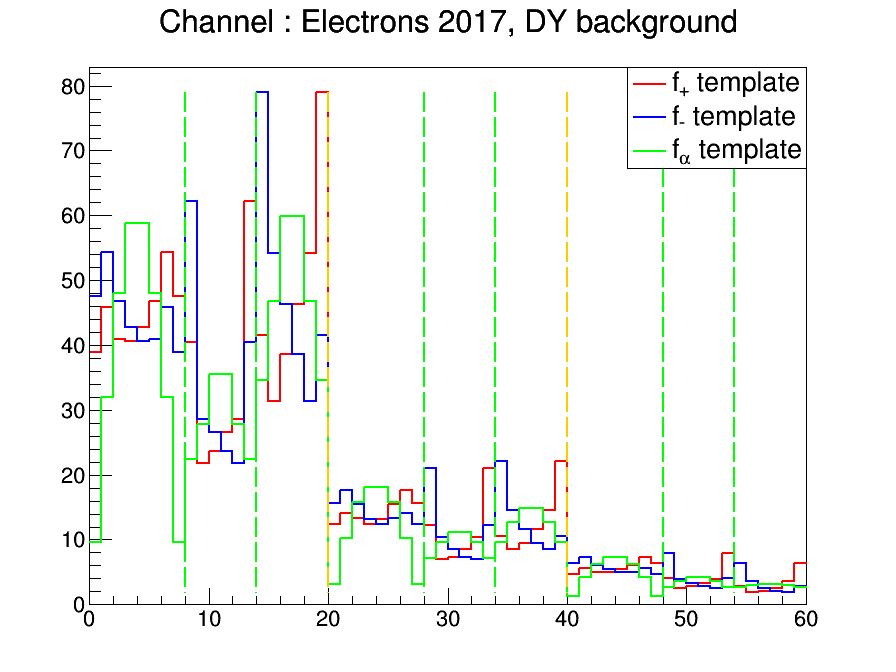 Channel : Electrons 2017, DY background
f+ template
f- template
fα template
80
70
60
50
40
30
20
10
0
0 10 20 30 40 50 60